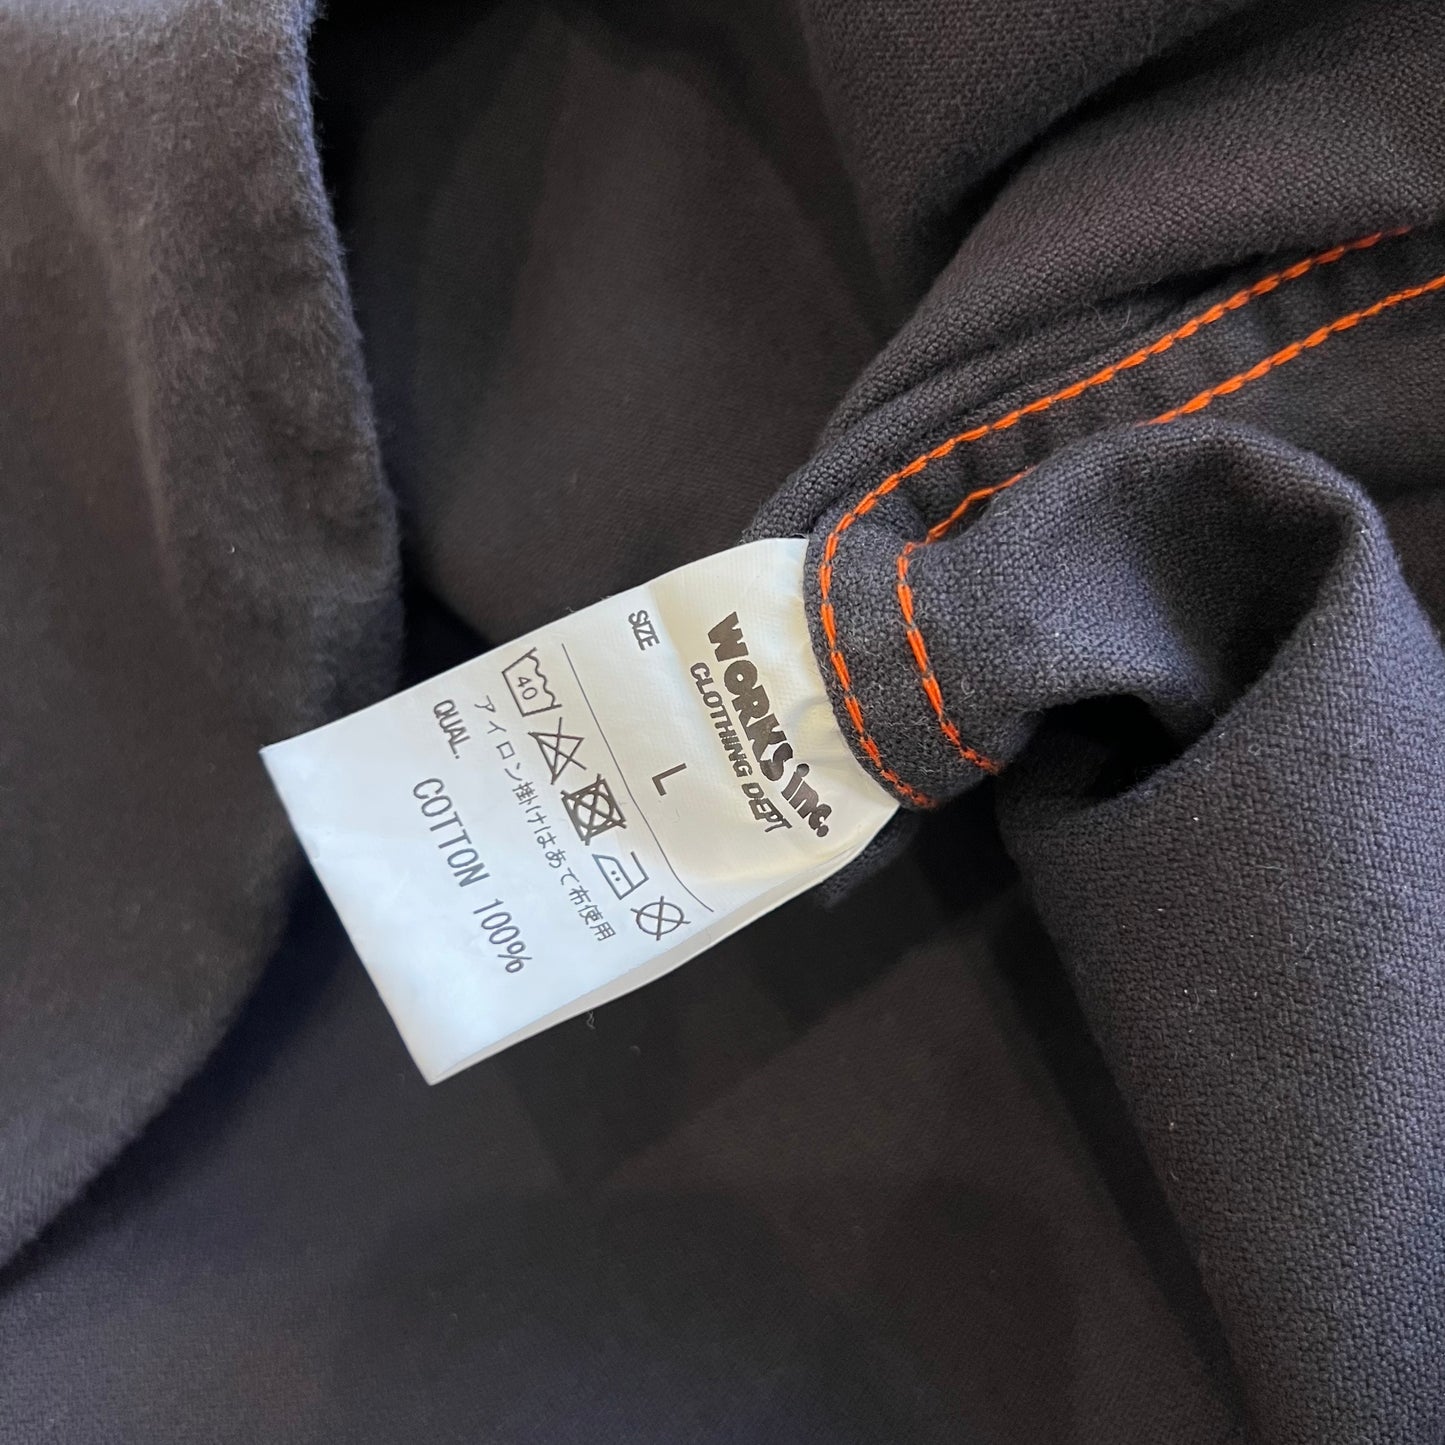 WORKS'inc.
CLOTHING DEPT
SIZE
L
40
アイロン掛けはあて布使用
QUAL.
COTTON 100%